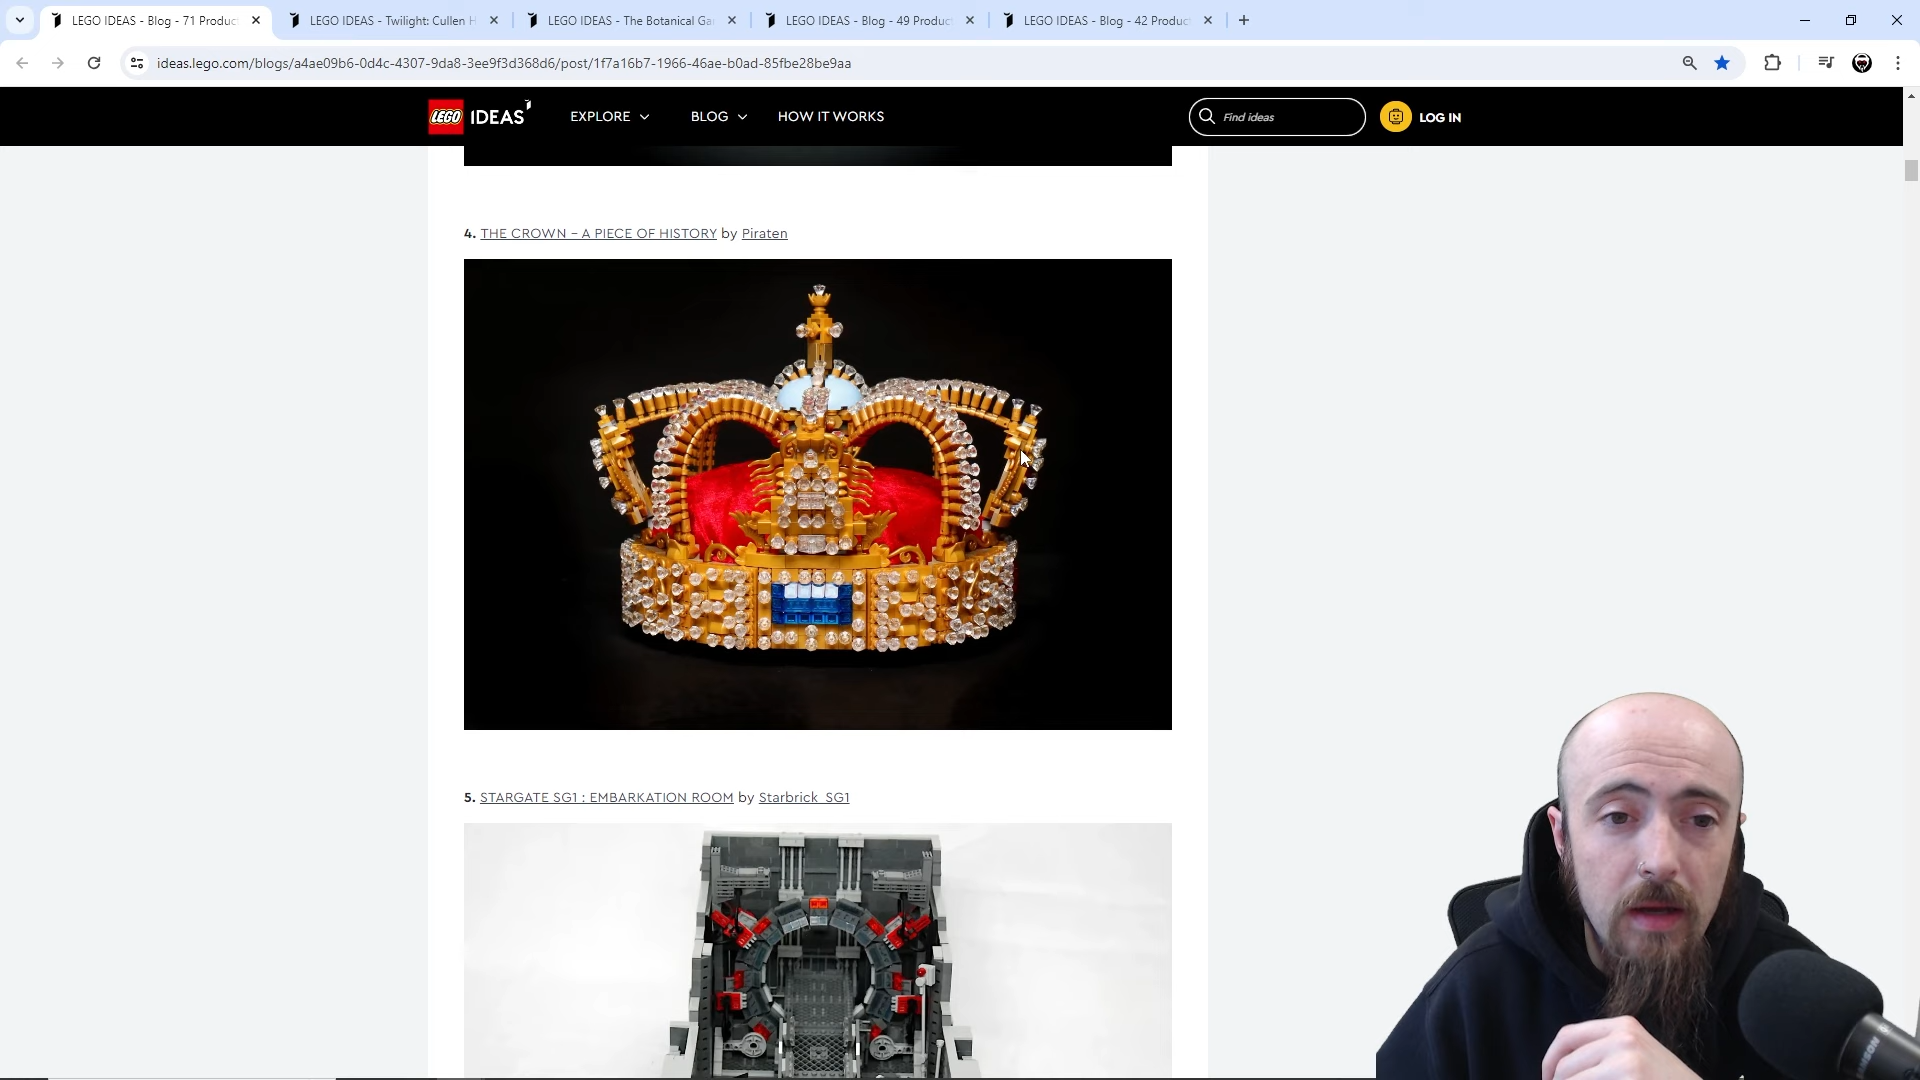 LEGO IDEAS - Blog - 71 Produc
LEGO IDEAS - Twilight: Cullen H
LEGO IDEAS - The Botanical Ga
LEGO IDEAS - Blog - 49 Produc
LEGO IDEAS - Blog - 42 Produc
ideas.lego.com/blogs/a4ae09b6-0d4c-4307-9da8-3ee9f3d368d6/post/1f7a16b7-1966-46ae-b0ad-85fbe28be9aa
LEGO IDEAS
EXPLORE
BLOG
HOW IT WORKS
Find ideas
LOG IN
4. THE CROWN – A PIECE OF HISTORY by Piraten
5. STARGATE SG1 : EMBARKATION ROOM by Starbrick_SG1